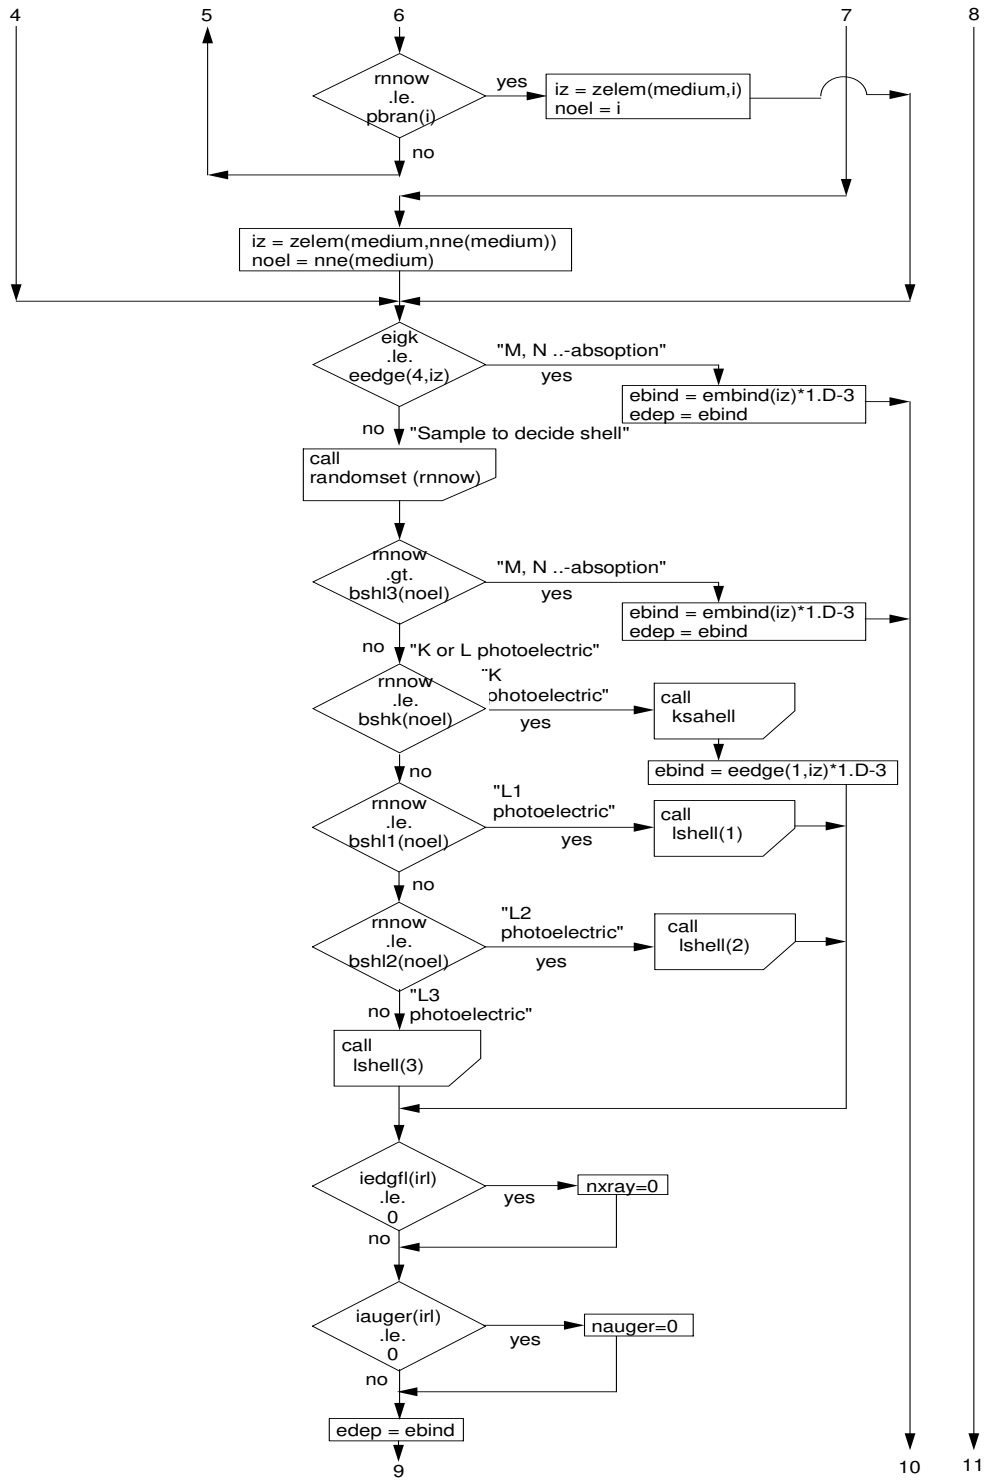 4
5
6
7
8
rnnow
.le.
pbran(i)
yes
iz = zelem(medium,i)
noel = i
no
iz = zelem(medium,nne(medium))
noel = nne(medium)
eigk
.le.
eedge(4,iz)
"M, N ..-absoption"
yes
ebind = embind(iz)*1.D-3
edep = ebind
no
"Sample to decide shell"
call
randomset (rnnow)
rnnow
.gt.
bshl3(noel)
"M, N ..-absoption"
yes
ebind = embind(iz)*1.D-3
edep = ebind
no
"K or L photoelectric"
rnnow
.le.
bshk(noel)
"K
photoelectric"
yes
call
ksahell
ebind = eedge(1,iz)*1.D-3
no
rnnow
.le.
bshl1(noel)
"L1
photoelectric"
yes
call
lshell(1)
no
rnnow
.le.
bshl2(noel)
"L2
photoelectric"
yes
call
lshell(2)
no
"L3
photoelectric"
call
lshell(3)
iedgfl(irl)
.le.
0
yes
nxray=0
no
iauger(irl)
.le.
0
yes
nauger=0
no
edep = ebind
9
10
11